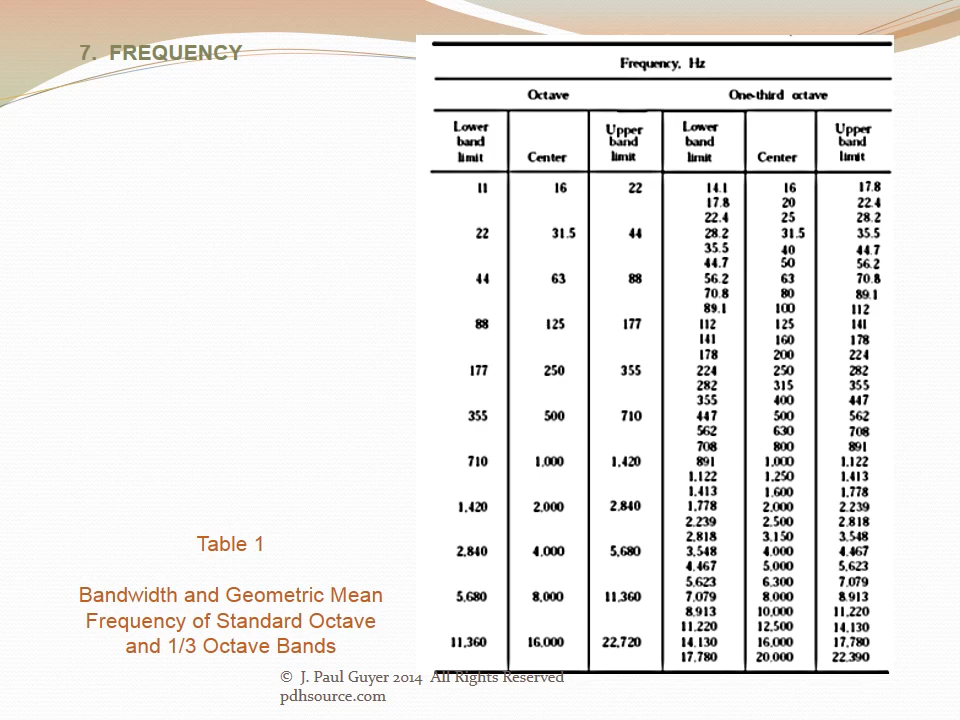 7. FREQUENCY
Frequency, Hz
Octave One-third octave
Lower band limit Center Upper band limit Lower band limit Center Upper band limit
11 16 22 14.1 16 17.8
17.8 20 22.4
22.4 25 28.2
22 31.5 44 28.2 31.5 35.5
35.5 40 44.7
44.7 50 56.2
44 63 88 56.2 63 70.8
70.8 80 89.1
89.1 100 112
88 125 177 112 125 141
141 160 178
178 200 224
177 250 355 224 250 282
282 315 355
355 400 447
355 500 710 447 500 562
562 630 708
708 800 891
710 1,000 1,420 891 1,000 1,122
1,122 1,250 1,413
1,413 1,600 1,778
1,420 2,000 2,840 1,778 2,000 2,239
2,239 2,500 2,818
2,818 3,150 3,548
2,840 4,000 5,680 3,548 4,000 4,467
4,467 5,000 5,623
5,623 6,300 7,079
5,680 8,000 11,360 7,079 8,000 8,913
8,913 10,000 11,220
11,220 12,500 14,130
11,360 16,000 22,720 14,130 16,000 17,780
17,780 20,000 22,390
Table 1
Bandwidth and Geometric Mean
Frequency of Standard Octave
and 1/3 Octave Bands
© J. Paul Guyer 2014 All Rights Reserved
pdhsource.com